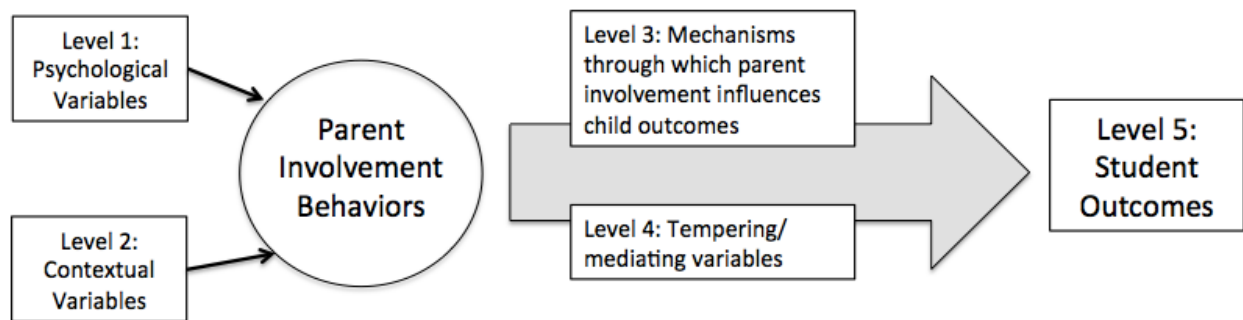 Level 1:
Psychological
Variables
Level 2:
Contextual
Variables
Parent
Involvement
Behaviors
Level 3: Mechanisms
through which parent
involvement influences
child outcomes
Level 4: Tempering/
mediating variables
Level 5:
Student
Outcomes